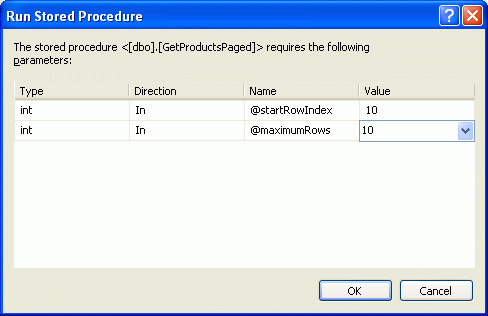 Run Stored Procedure
The stored procedure <[dbo].[GetProductsPaged]> requires the following
parameters:
Type Direction Name Value
int In @startRowIndex 10
int In @maximumRows 10
OK Cancel